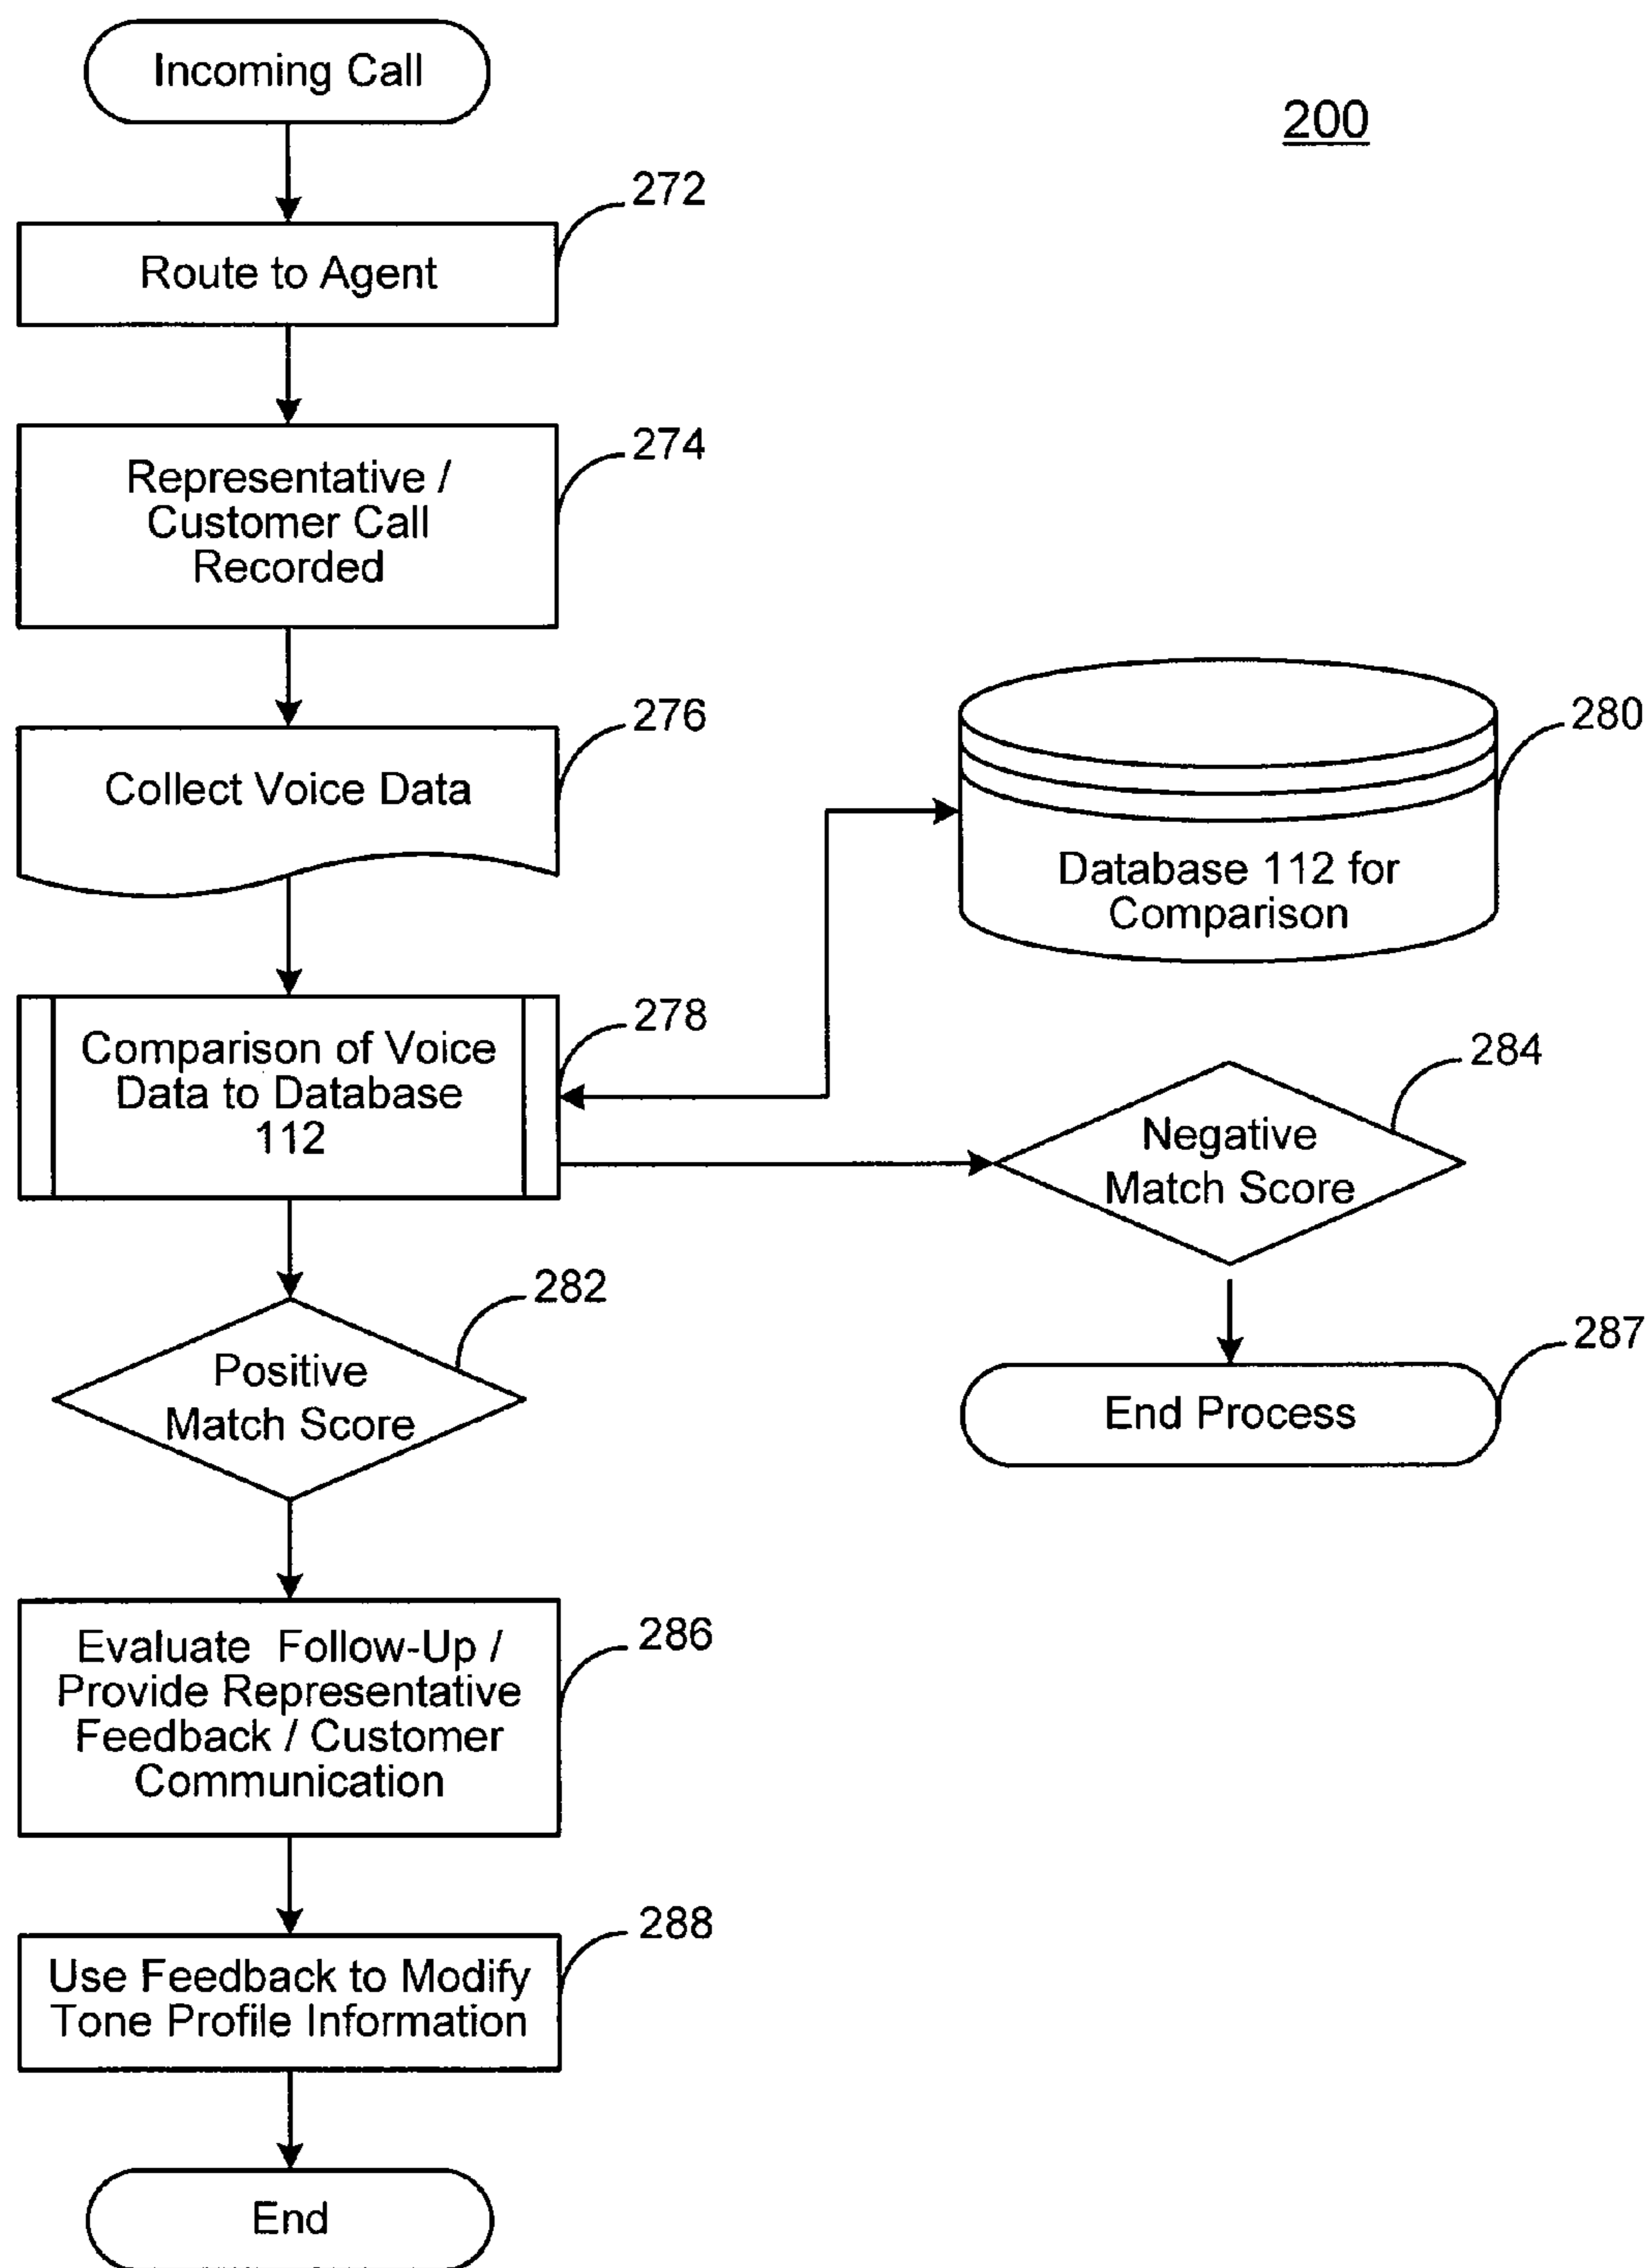 Incoming Call
200
272
Route to Agent
274
Representative /
Customer Call
Recorded
276
Collect Voice Data
280
Database 112 for
Comparison
278
Comparison of Voice
Data to Database
112
284
Negative
Match Score
282
Positive
Match Score
287
End Process
286
Evaluate Follow-Up /
Provide Representative
Feedback / Customer
Communication
288
Use Feedback to Modify
Tone Profile Information
End